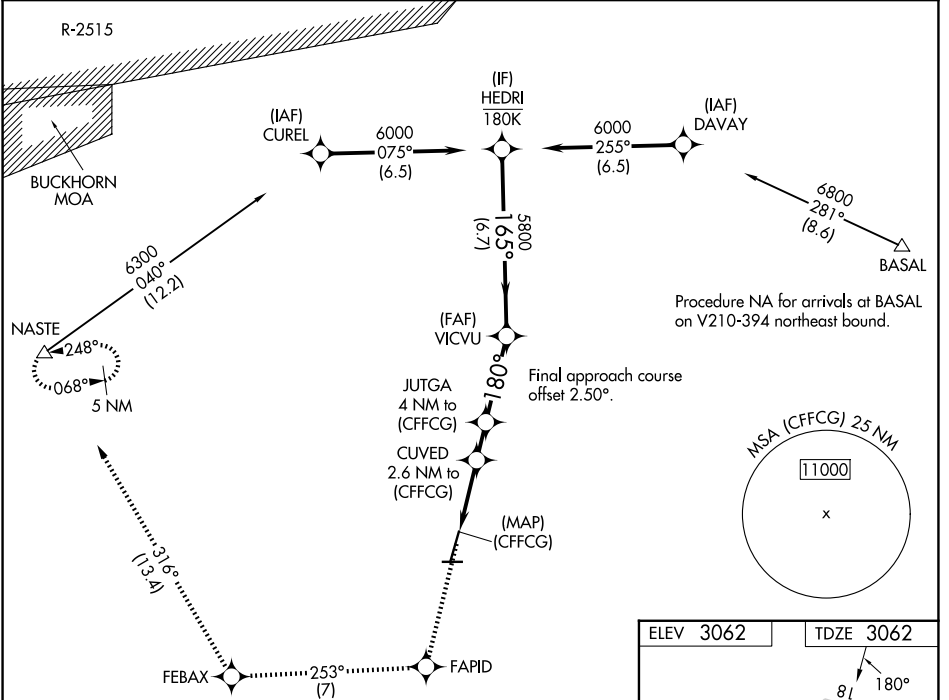 R-2515
BUCKHORN
MOA
(IAF)
CUREL
6000
075°
(6.5)
(IF)
HEDRI
180K
6000
255°
(6.5)
(IAF)
DAVAY
6800
281°
(8.6)
BASAL
Procedure NA for arrivals at BASAL
on V210-394 northeast bound.
5800
165°
(6.7)
6300
040°
(12.2)
NASTE
248°
068°
5 NM
(FAF)
VICVU
180°
Final approach course
offset 2.50°.
JUTGA
4 NM to
(CFFCG)
CUVED
2.6 NM to
(CFFCG)
(MAP)
(CFFCG)
MSA (CFFCG) 25 NM
11000
x
316°
(13.4)
FEBAX
253°
(7)
FAPID
ELEV 3062
TDZE 3062
180°
18